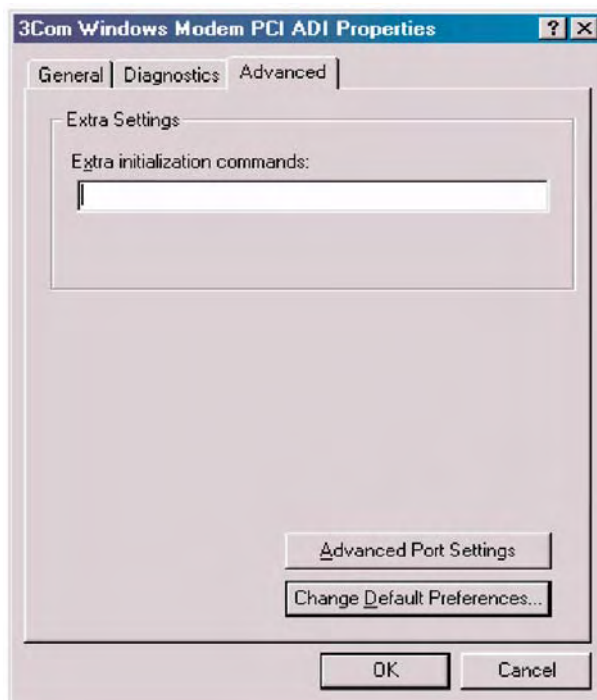 3Com Windows Modem PCI ADI Properties
General Diagnostics Advanced
Extra Settings
Extra initialization commands:
Advanced Port Settings
Change Default Preferences...
OK Cancel